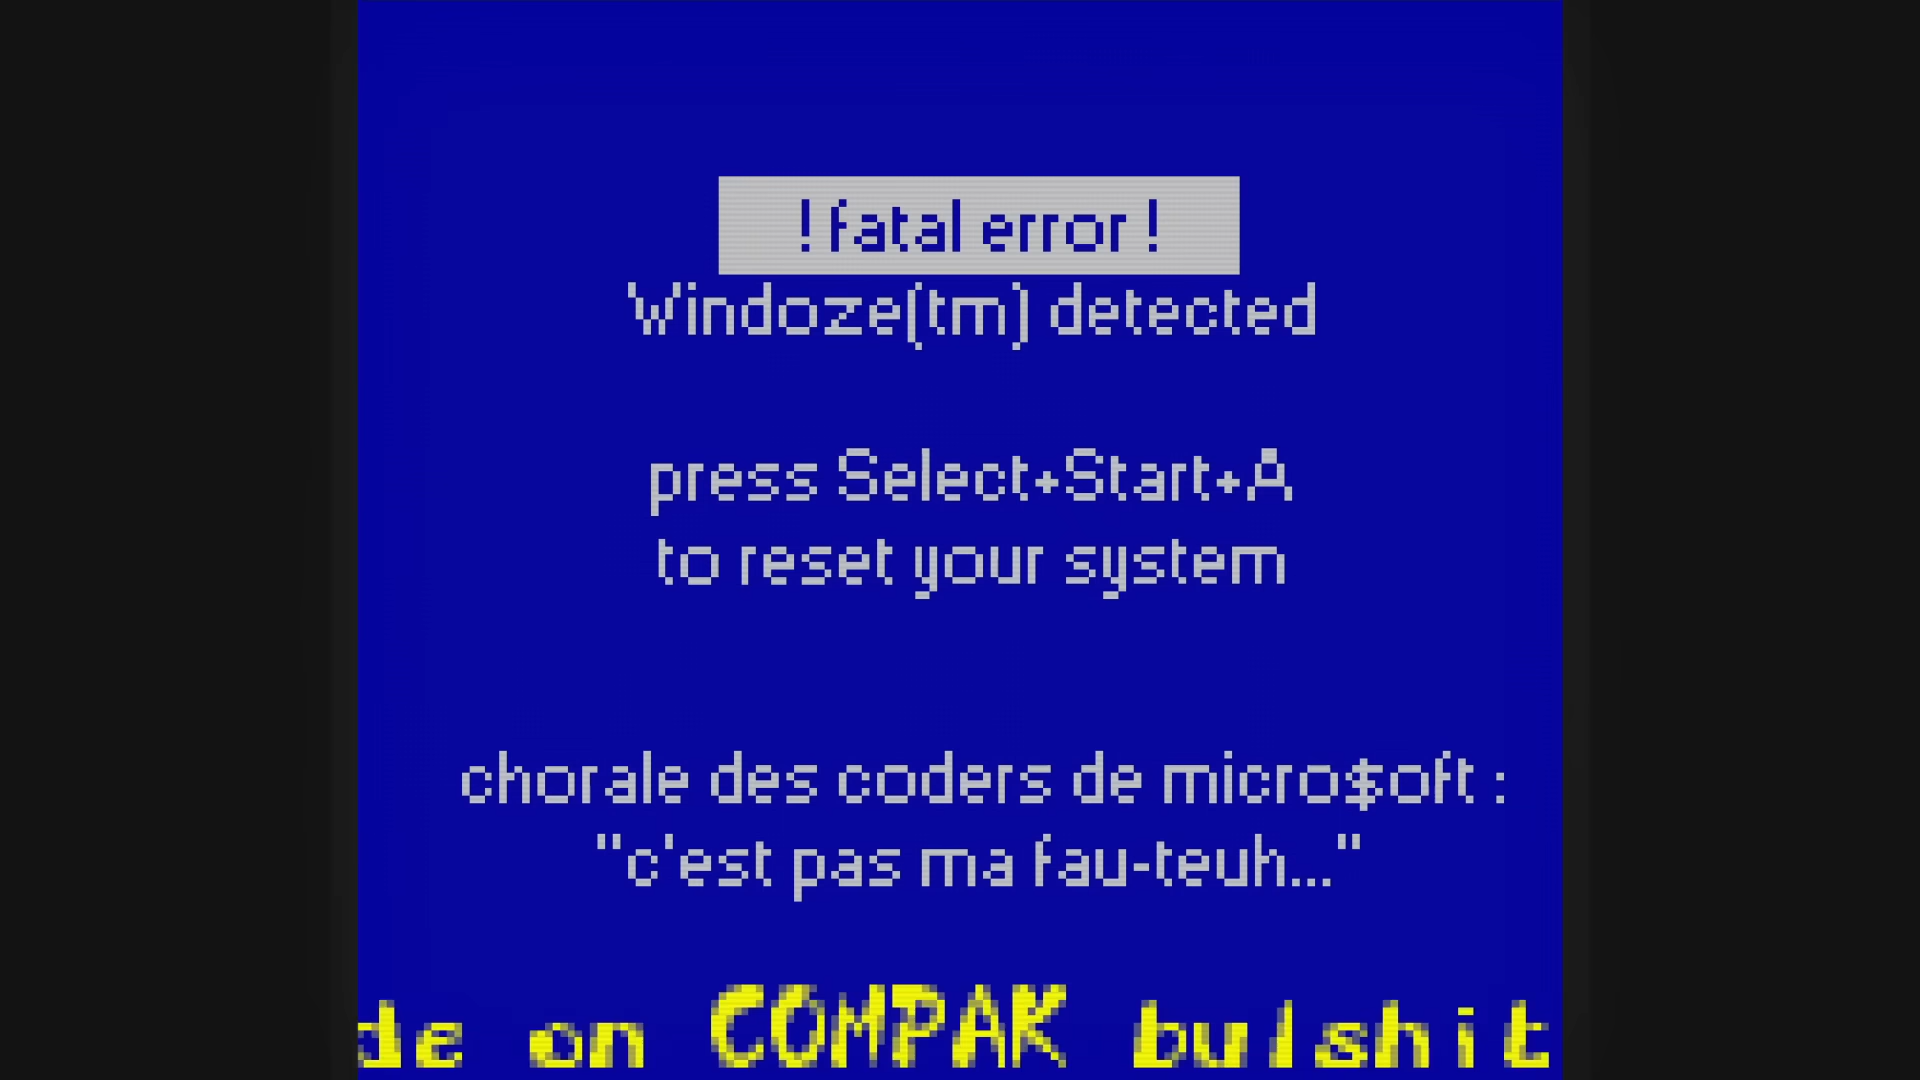 ! fatal error !
Windoze(tm) detected
press Select+Start+A
to reset your system
chorale des coders de micro$oft :
"c'est pas ma fau-teuh..."
de on COMPAK bulshit